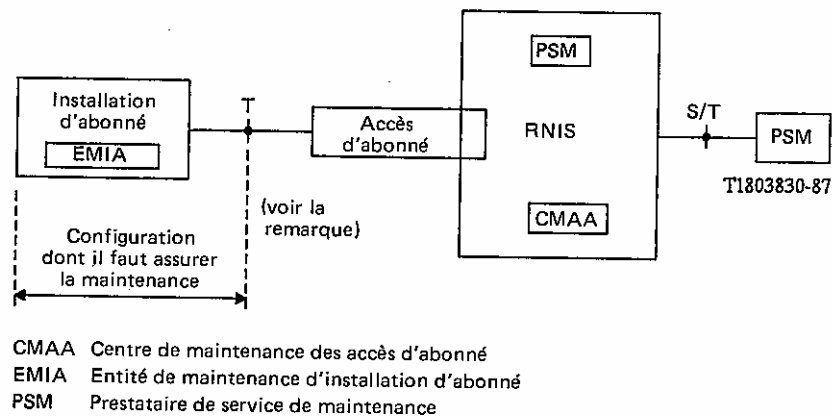 Installation
d'abonné
EMIA
T
Accès
d'abonné
PSM
RNIS
CMAA
S/T
PSM
T1803830-87
(voir la
remarque)
Configuration
dont il faut assurer
la maintenance
CMAA Centre de maintenance des accès d'abonné
EMIA Entité de maintenance d'installation d'abonné
PSM Prestataire de service de maintenance